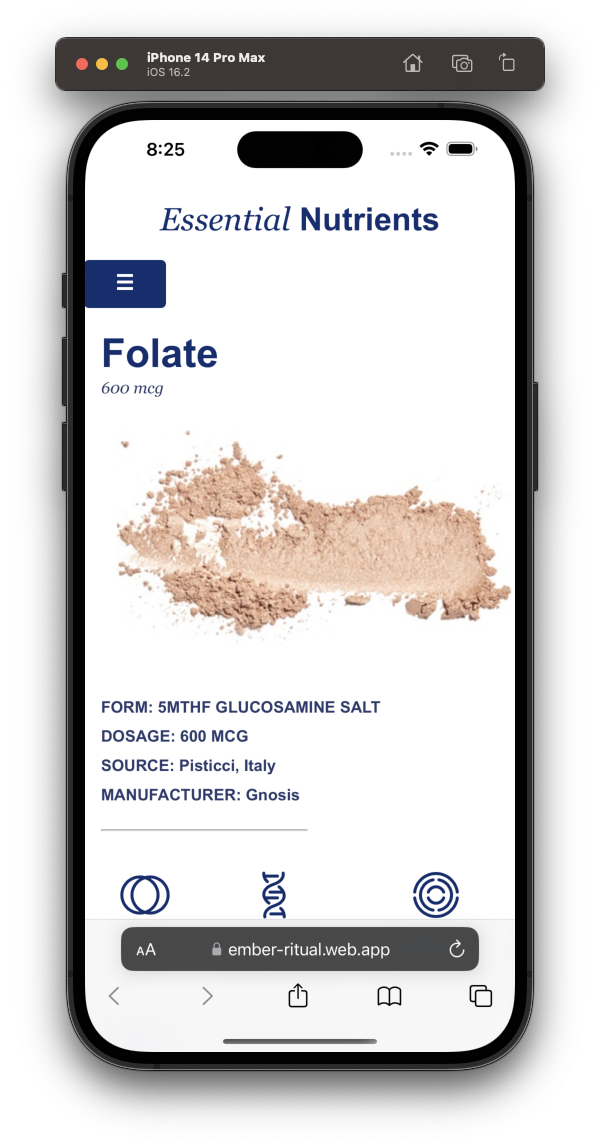 iPhone 14 Pro Max
iOS 16.2
8:25
Essential Nutrients
Folate
600 mcg
FORM: 5MTHF GLUCOSAMINE SALT
DOSAGE: 600 MCG
SOURCE: Pisticci, Italy
MANUFACTURER: Gnosis
AA ember-ritual.web.app